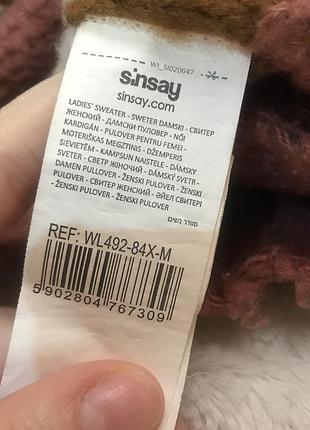 WI_SI020647
sinsay
sinsay.com
LADIES' SWEATER - SWETER DAMSKI - СВИТЕР
ЖЕНСКИЙ - ДАМСКИ ПУЛОВЕР - NŐI
KARDIGÁN - PULOVER PENTRU FEMEI -
MOTERIŠKAS MEGZTINIS - DŽEMPERIS
SIEVIETĒM - KAMPSUN NAISTELE - DÁMSKY
SVETER - СВЕТР ЖІНОЧИЙ - DÁMSKÝ SVETR -
DAMEN PULLOVER - ŽENSKI PULOVER - ŽENSKI
PULOVER - СВИТЕР ЖЕНСКИЙ - ӘЙЕЛ СВИТЕРІ
- ŽENSKI PULOVER - ŽENSKI PULOVER
סוודר נשים
REF: WL492-84X-M
5 902804 767309